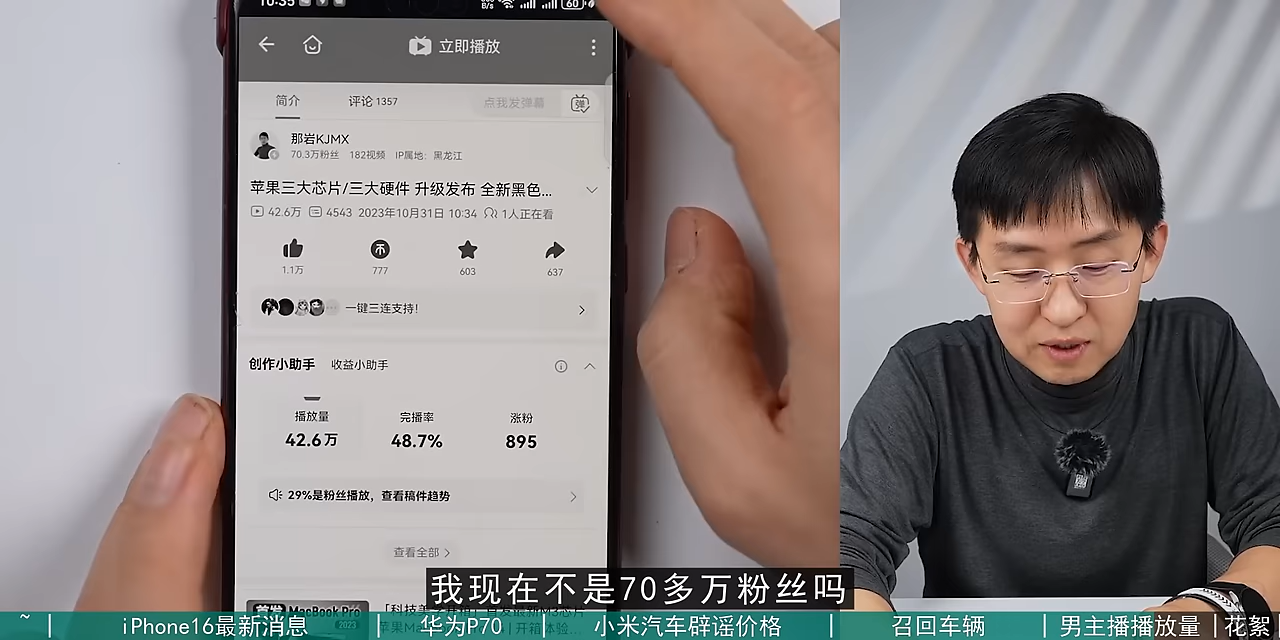 10:35
60
立即播放
简介
评论 1357
点我发弹幕
弹
那岩KJMX
70.3万粉丝 182视频 IP属地：黑龙江
苹果三大芯片/三大硬件 升级发布 全新黑色...
42.6万 4543 2023年10月31日 10:34 1人正在看
1.1万
777
603
637
一键三连支持！
创作小助手 收益小助手
播放量 完播率 涨粉
42.6万 48.7% 895
29%是粉丝播放，查看稿件趋势
查看全部
首发 MacBook Pro
2023
我现在不是70多万粉丝吗
~ | iPhone16最新消息 | 华为P70 | 小米汽车辟谣价格 | 召回车辆 | 男主播播放量 | 花絮